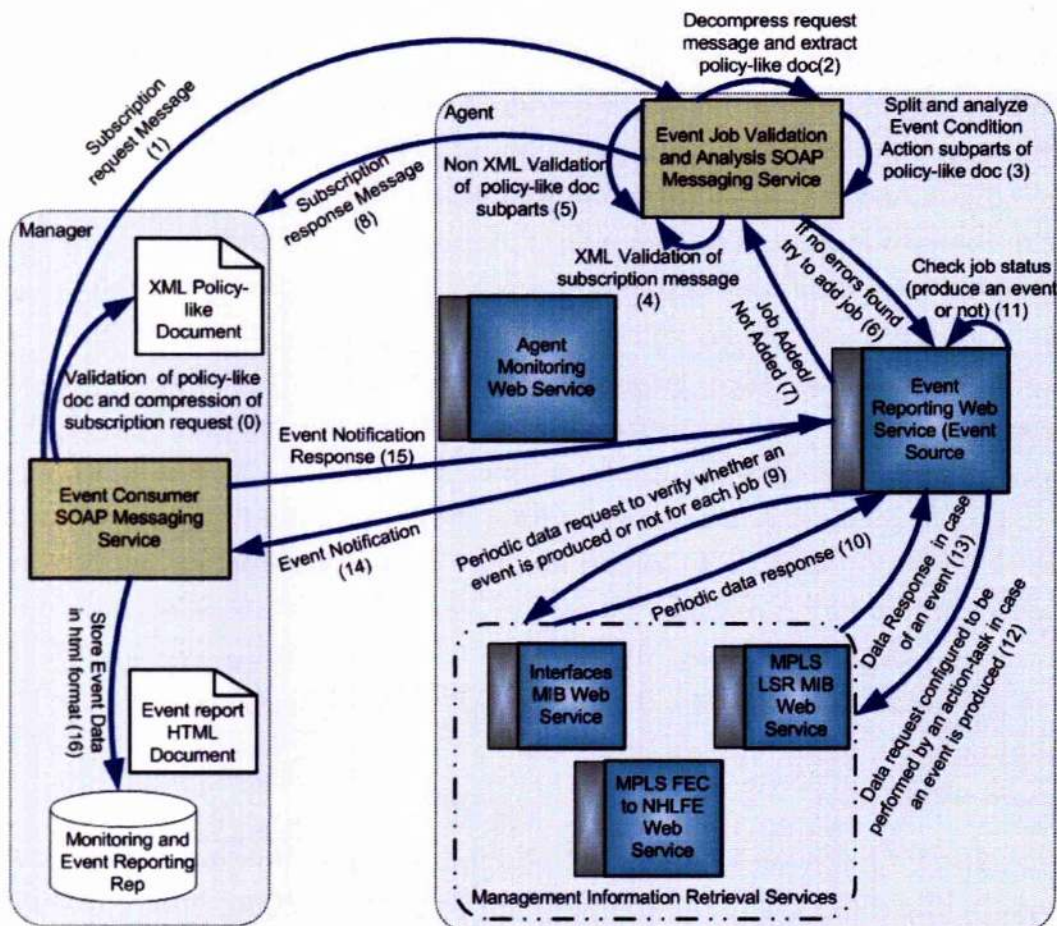 Decompress request
message and extract
policy-like doc(2)
Subscription
request Message
(1)
Agent
Event Job Validation
and Analysis SOAP
Messaging Service
Split and analyze
Event Condition
Action subparts of
policy-like doc (3)
Non XML Validation
of policy-like doc
subparts (5)
Subscription
response Message
(8)
XML Validation of
subscription message
(4)
If no errors found
try to add job (6)
Check job status
(produce an event
or not) (11)
Job Added/
Not Added (7)
Manager
XML Policy-
like
Document
Validation of policy-like
doc and compression of
subscription request (0)
Agent
Monitoring
Web Service
Event
Reporting Web
Service (Event
Source
Event Notification
Response (15)
Event Consumer
SOAP Messaging
Service
Event Notification
(14)
Periodic data request to verify whether an
event is produced or not for each job (9)
Periodic data response (10)
Data Response in case
of an event (13)
Data request configured to be
performed by an action-task in case
an event is produced (12)
Store Event Data
in html format (16)
Event report
HTML
Document
Monitoring and
Event Reporting
Rep
Interfaces
MIB Web
Service
MPLS
LSR MIB
Web
Service
MPLS FEC
to NHLFE
Web
Service
Management Information Retrieval Services